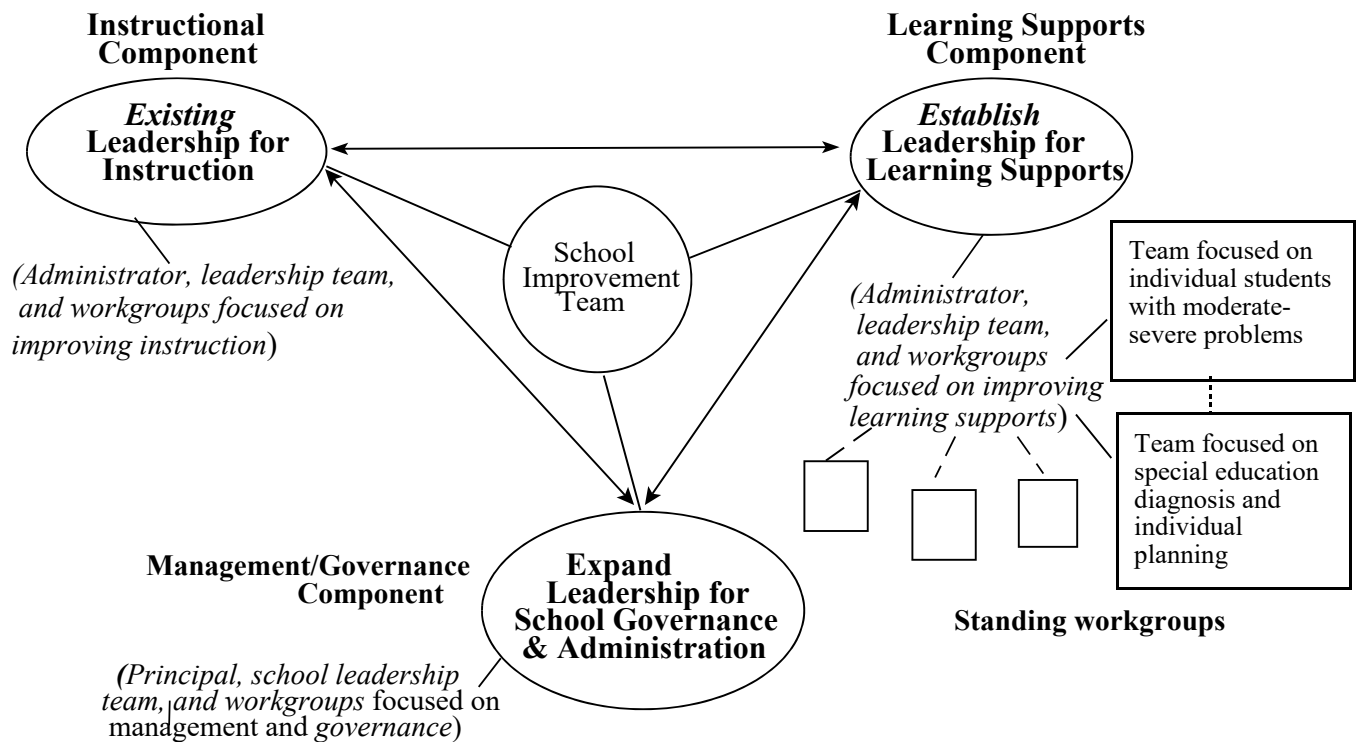 Instructional
Component
Existing
Leadership for
Instruction
(Administrator, leadership team,
and workgroups focused on
improving instruction)
Learning Supports
Component
Establish
Leadership for
Learning Supports
School
Improvement
Team
(Administrator,
leadership team,
and workgroups
focused on improving
learning supports)
Team focused on
individual students
with moderate-
severe problems
Team focused on
special education
diagnosis and
individual
planning
Standing workgroups
Management/Governance
Component
Expand
Leadership for
School Governance
& Administration
(Principal, school leadership
team, and workgroups focused on
management and governance)